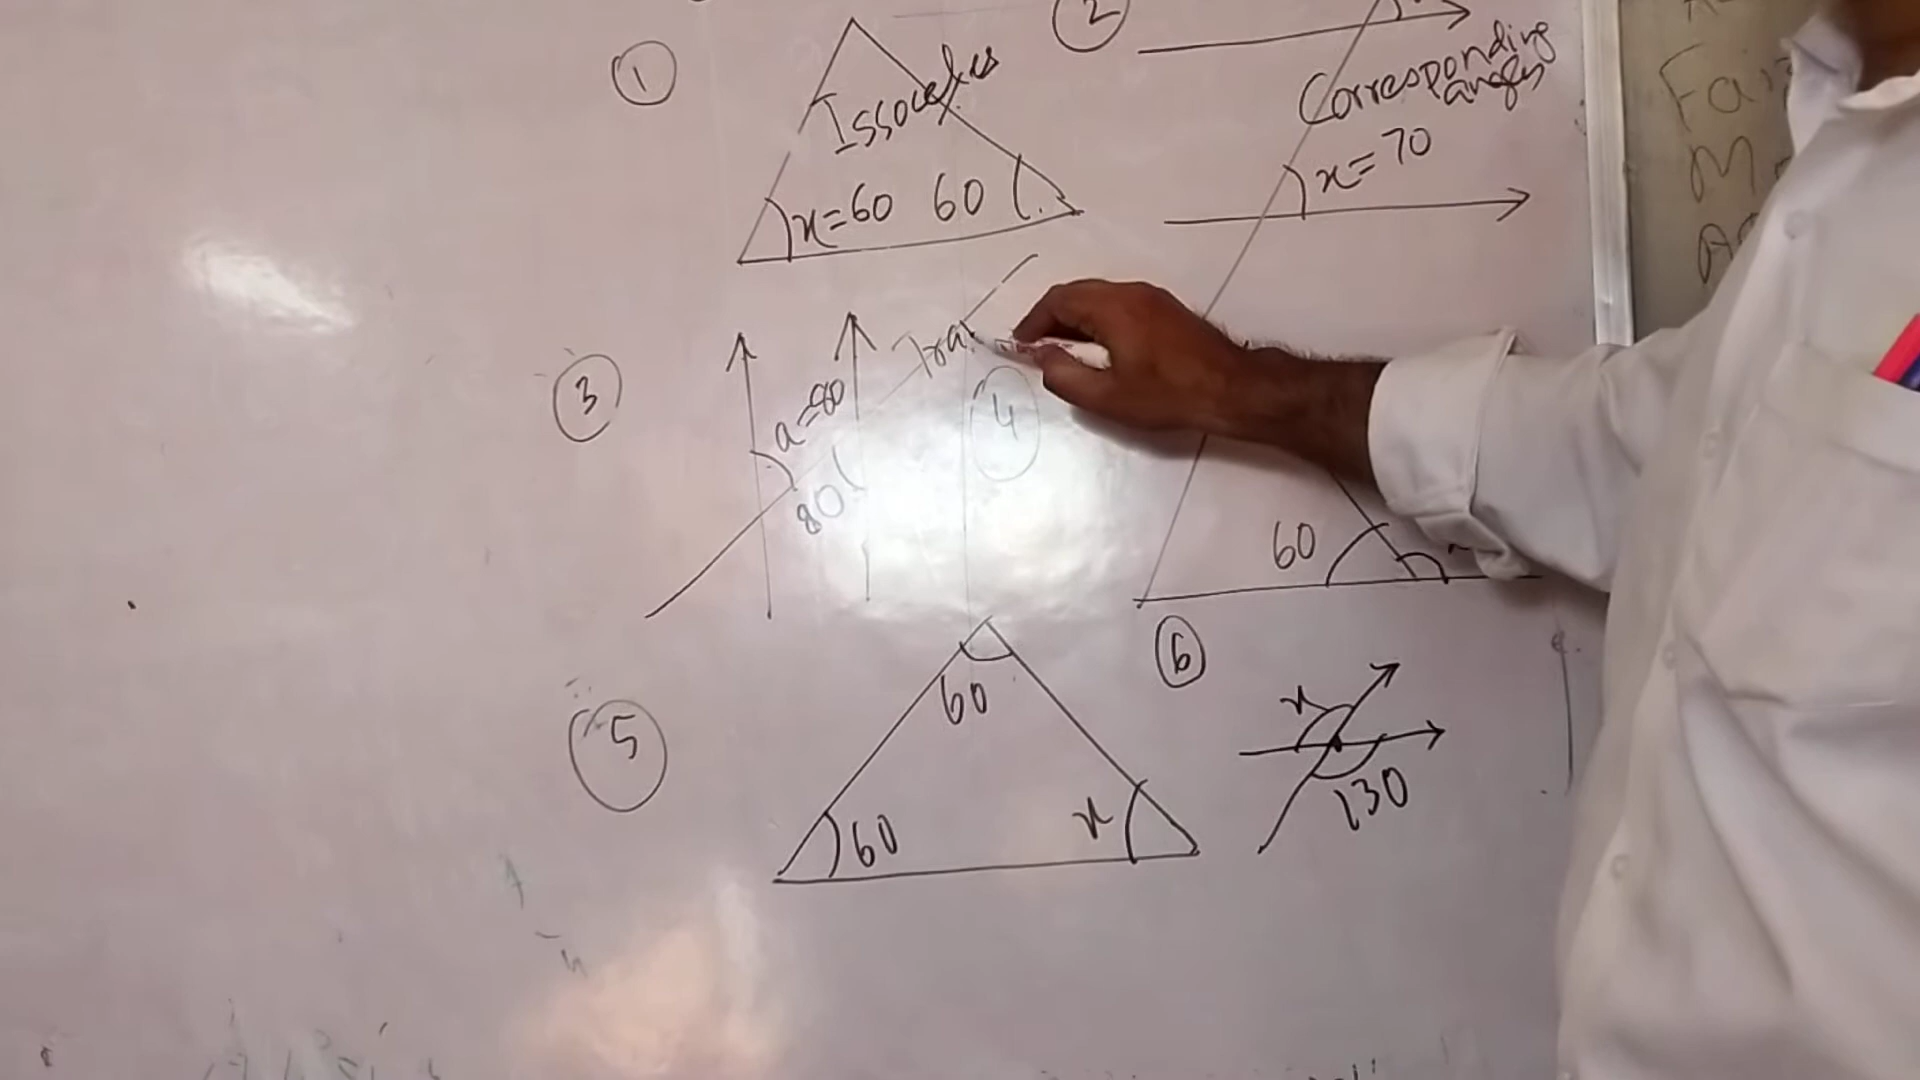 1
Issoceles
x=60 60
2
Corresponding
angles
x=70
3
a=80
80
Tra
4
60
5
60
60
x
6
x
130
Fai
M